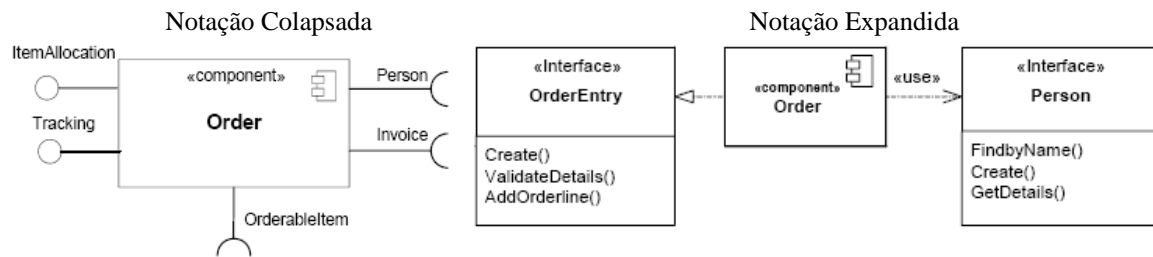 Notação Colapsada
ItemAllocation
Tracking
«component»
Order
Person
Invoice
OrderableItem
Notação Expandida
«Interface»
OrderEntry
Create()
ValidateDetails()
AddOrderline()
«component»
Order
«use»
«Interface»
Person
FindbyName()
Create()
GetDetails()